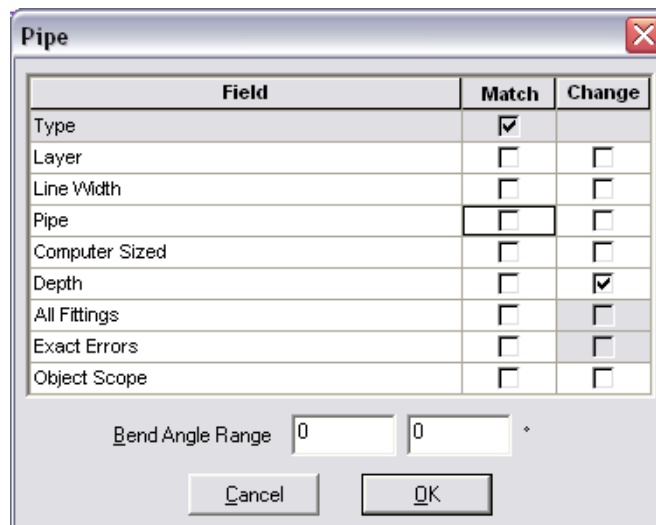 Pipe
Field Match Change
Type
Layer
Line Width
Pipe
Computer Sized
Depth
All Fittings
Exact Errors
Object Scope
Bend Angle Range 0 0 °
Cancel OK